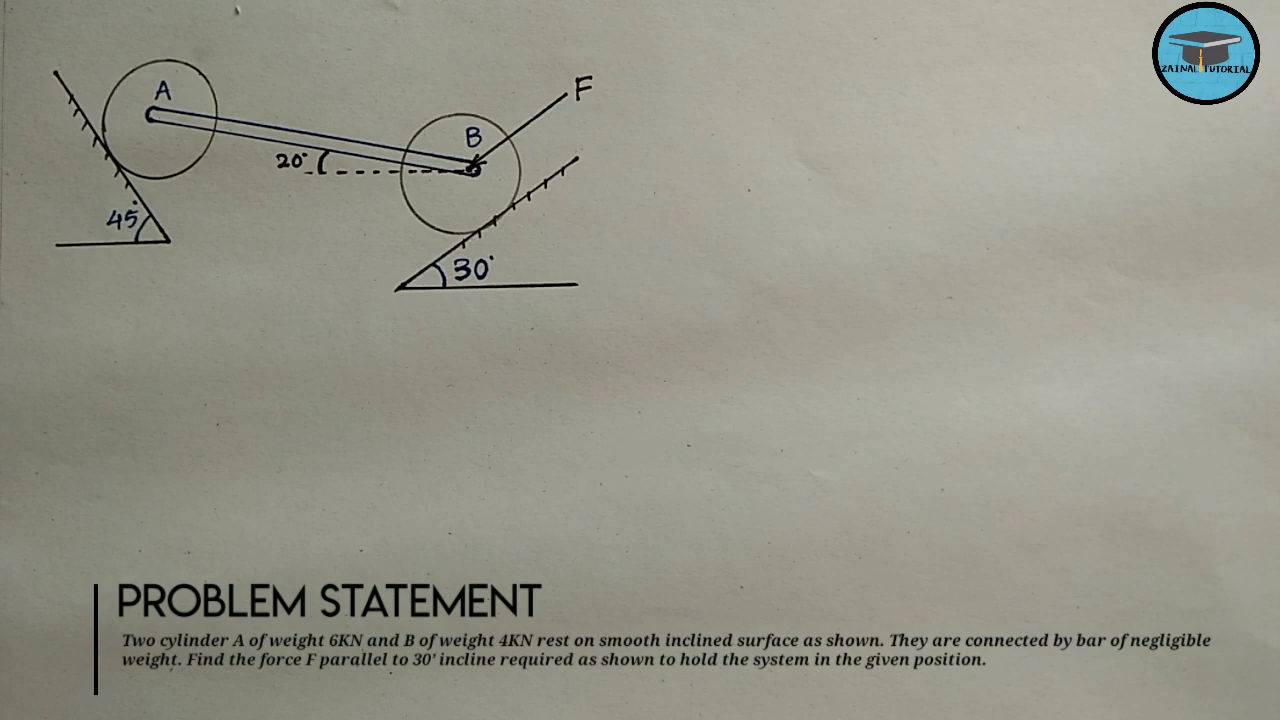 ZAINAL TUTORIAL
A
F
B
20°
45°
30°
PROBLEM STATEMENT
Two cylinder A of weight 6KN and B of weight 4KN rest on smooth inclined surface as shown. They are connected by bar of negligible
weight. Find the force F parallel to 30' incline required as shown to hold the system in the given position.